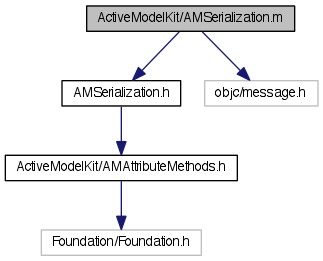 ActiveModelKit/AMSerialization.m
AMSerialization.h
objc/message.h
ActiveModelKit/AMAttributeMethods.h
Foundation/Foundation.h